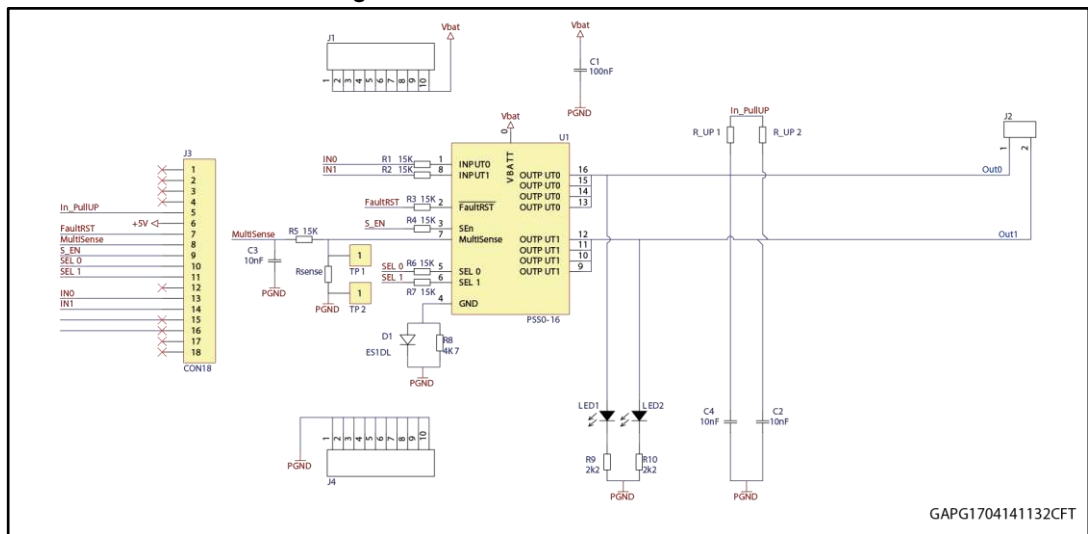 Vbat
J1
1 2 3 4 5 6 7 8 9 10
Vbat
C1
100nF
PGND
Vbat
0
U1
VBATT
IN0 R1 15K 1 INPUT0
IN1 R2 15K 8 INPUT1
FaultRST R3 15K 2 FaultRST
S_EN R4 15K 3 SEn
7 MultiSense
SEL 0 R6 15K 5 SEL 0
SEL 1 6 SEL 1
R7 15K
4 GND
OUTP UT0 16
OUTP UT0 15
OUTP UT0 14
OUTP UT0 13
OUTP UT1 12
OUTP UT1 11
OUTP UT1 10
OUTP UT1 9
PSS0-16
In_PullUP
R_UP 1
R_UP 2
J2
1 2
Out0
Out1
J3
1
2
3
4
In_PullUP 5
+5V 6
FaultRST 7
MultiSense 8
S_EN 9
SEL 0 10
SEL 1 11
12
IN0 13
IN1 14
15
16
17
18
CON18
MultiSense R5 15K
C3
10nF
PGND
Rsense
PGND
1
TP1
1
TP2
D1
ES1DL
R8
4K7
PGND
LED1
LED2
R9
2k2
R10
2k2
PGND
C4
10nF
C2
10nF
PGND
1 2 3 4 5 6 7 8 9 10
PGND
J4
GAPG1704141132CFT